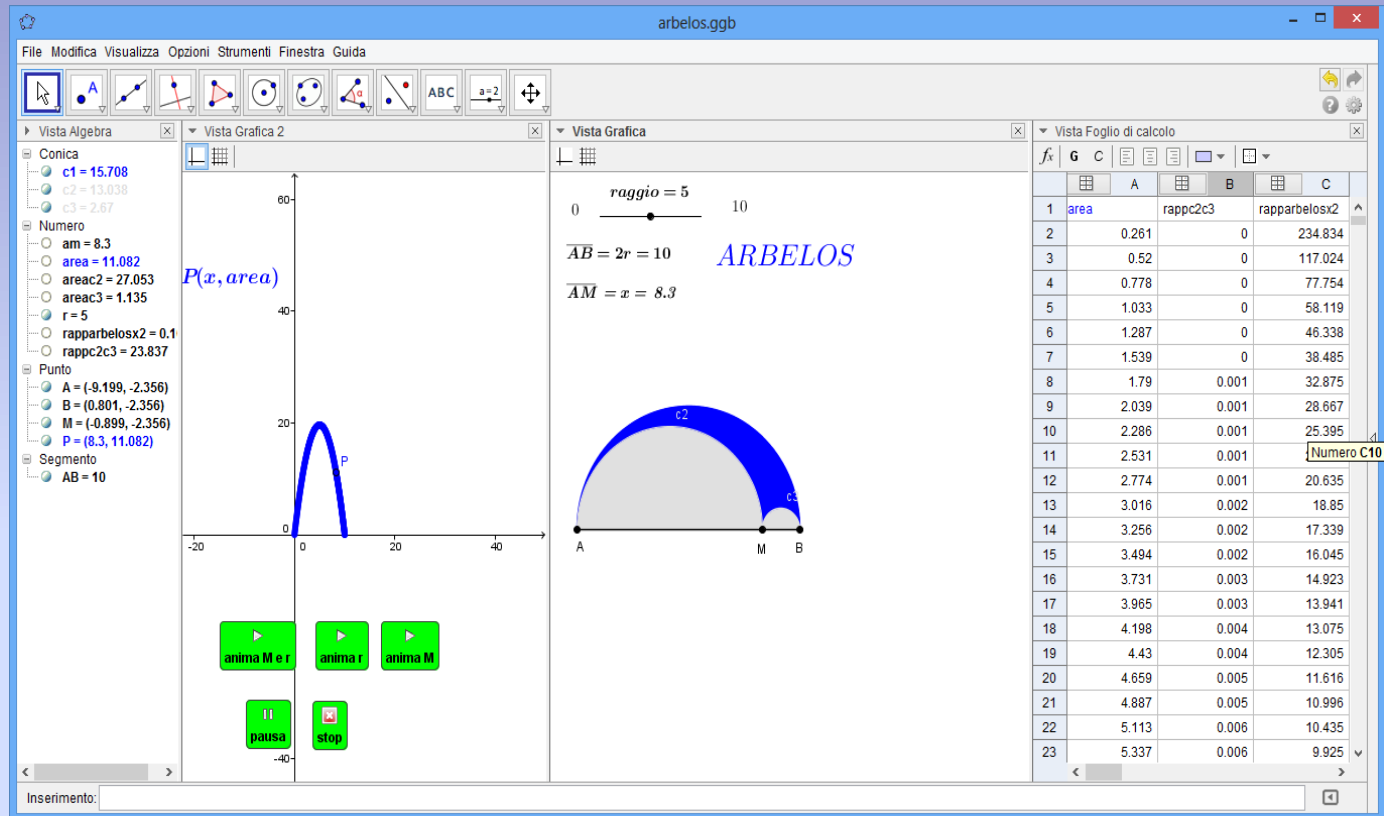 arbelos.ggb
File Modifica Visualizza Opzioni Strumenti Finestra Guida
A
α
ABC
a=2
Vista Algebra
Conica
c1 = 15.708
c2 = 13.038
c3 = 2.67
Numero
am = 8.3
area = 11.082
areac2 = 27.053
areac3 = 1.135
r = 5
rapparbelosx2 = 0.1
rappc2c3 = 23.837
Punto
A = (-9.199, -2.356)
B = (0.801, -2.356)
M = (-0.899, -2.356)
P = (8.3, 11.082)
Segmento
AB = 10
Vista Grafica 2
60
P(x, area)
40
20
P
0
-20 0 20 40
anima M e r anima r anima M
pausa stop
-40
Vista Grafica
raggio = 5
0 10
AB = 2r = 10 ARBELOS
AM = x = 8.3
c2
A M B
Vista Foglio di calcolo
fx G C
A B C
1 area rappc2c3 rapparbelosx2
2 0.261 0 234.834
3 0.52 0 117.024
4 0.778 0 77.754
5 1.033 0 58.119
6 1.287 0 46.338
7 1.539 0 38.485
8 1.79 0.001 32.875
9 2.039 0.001 28.667
10 2.286 0.001 25.395
11 2.531 0.001
Numero C10
12 2.774 0.001 20.635
13 3.016 0.002 18.85
14 3.256 0.002 17.339
15 3.494 0.002 16.045
16 3.731 0.003 14.923
17 3.965 0.003 13.941
18 4.198 0.004 13.075
19 4.43 0.004 12.305
20 4.659 0.005 11.616
21 4.887 0.005 10.996
22 5.113 0.006 10.435
23 5.337 0.006 9.925
Inserimento: